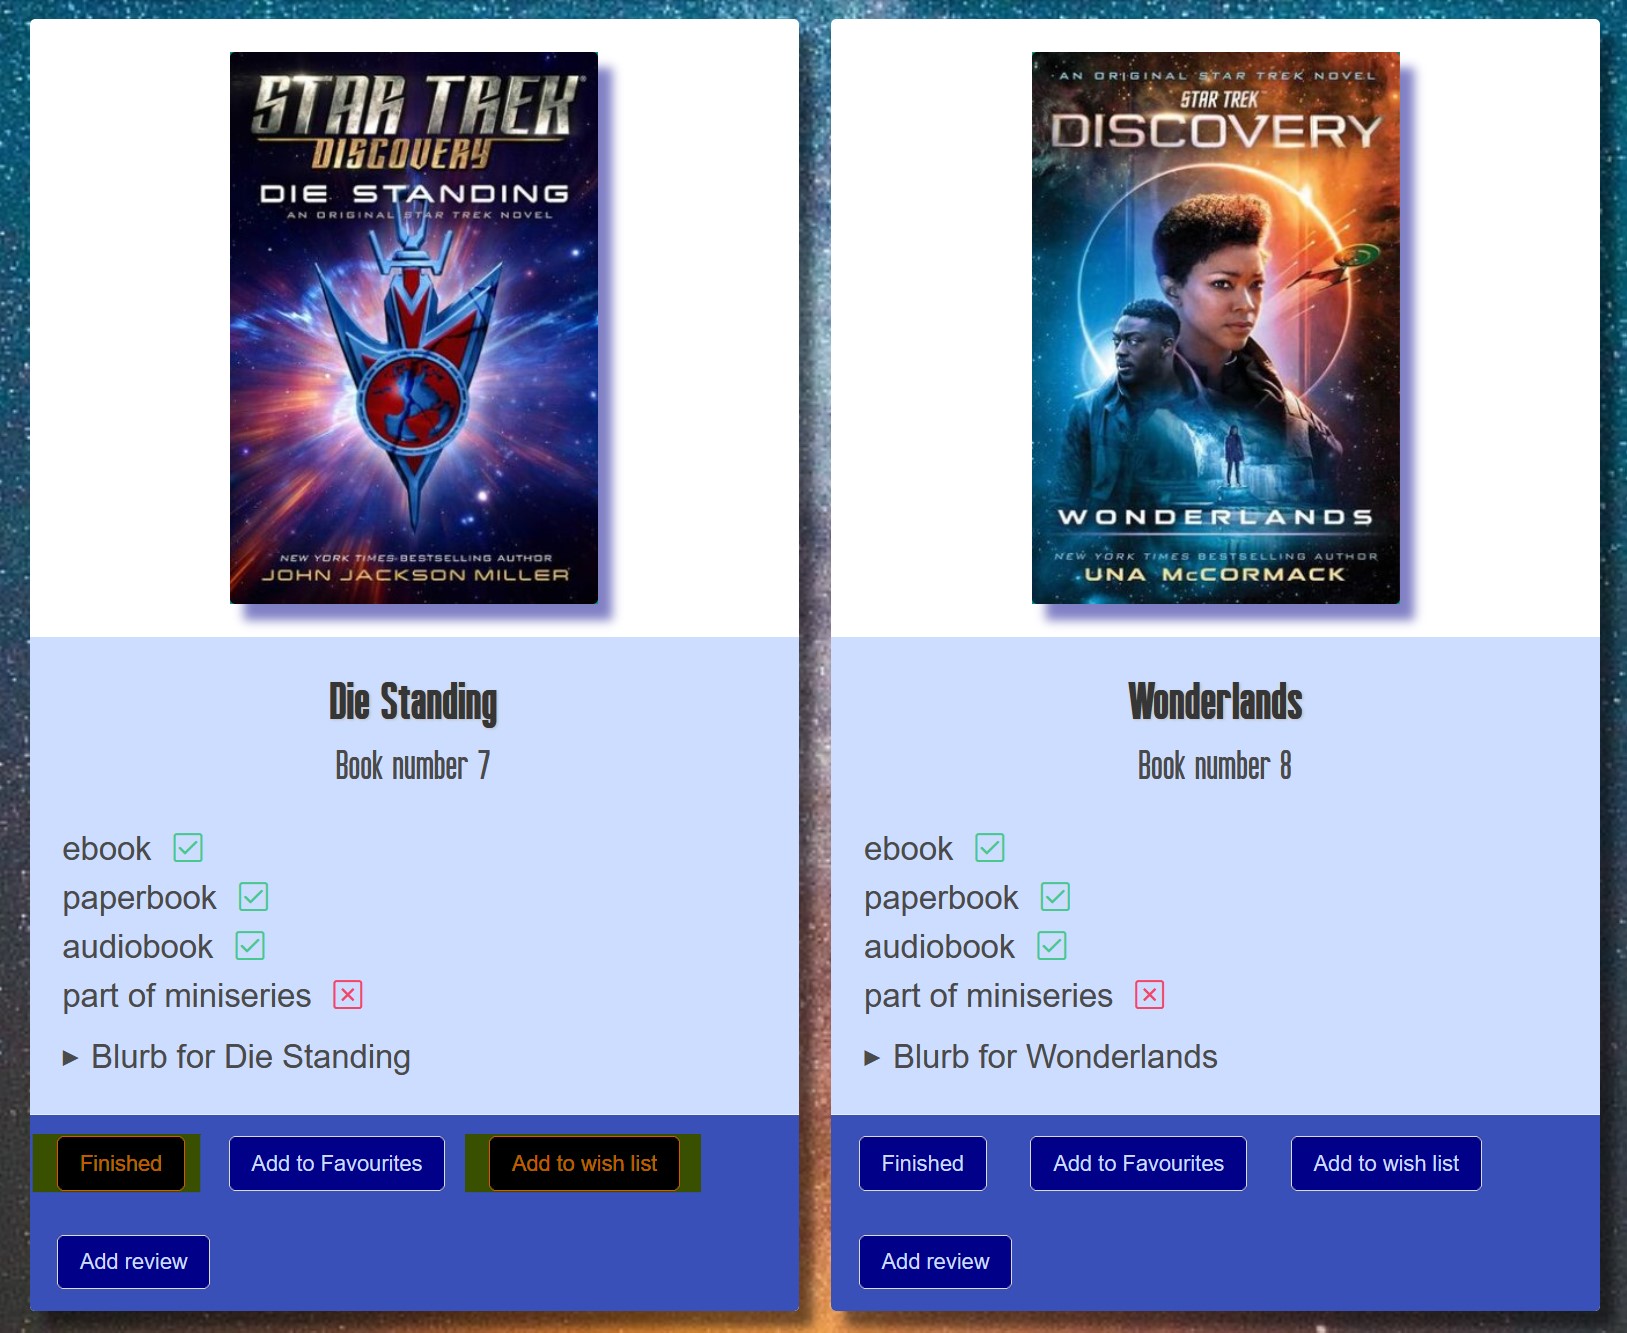 STAR TREK
DISCOVERY
DIE STANDING
AN ORIGINAL STAR TREK NOVEL
NEW YORK TIMES-BESTSELLING AUTHOR
JOHN JACKSON MILLER
Die Standing
Book number 7
ebook
paperbook
audiobook
part of miniseries
▸ Blurb for Die Standing
Finished
Add to Favourites
Add to wish list
Add review
AN ORIGINAL STAR TREK NOVEL
STAR TREK
DISCOVERY
WONDERLANDS
NEW YORK TIMES BESTSELLING AUTHOR
UNA McCORMACK
Wonderlands
Book number 8
ebook
paperbook
audiobook
part of miniseries
▸ Blurb for Wonderlands
Finished
Add to Favourites
Add to wish list
Add review